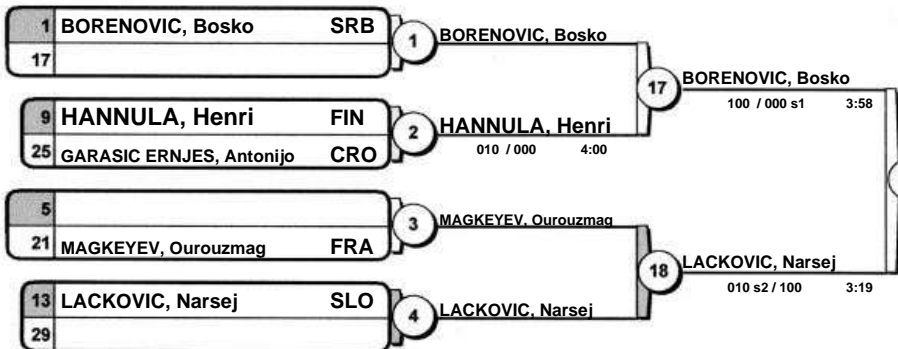 1 BORENOVIC, Bosko SRB
17
1
BORENOVIC, Bosko
9 HANNULA, Henri FIN
25 GARASIC ERNJES, Antonijo CRO
2
HANNULA, Henri
010 / 000 4:00
17
BORENOVIC, Bosko
100 / 000 s1 3:58
5
21 MAGKEYEV, Ourouzmag FRA
3
MAGKEYEV, Ourouzmag
13 LACKOVIC, Narsej SLO
29
4
LACKOVIC, Narsej
18
LACKOVIC, Narsej
010 s2 / 100 3:19